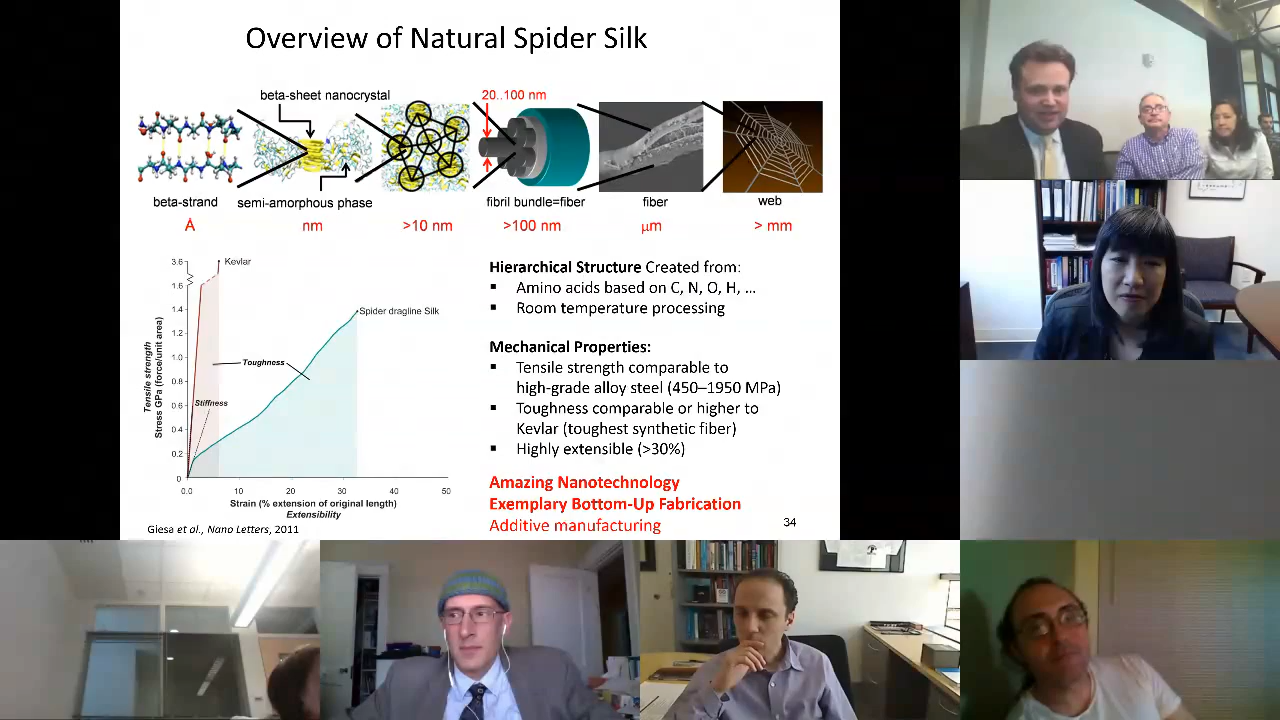 Overview of Natural Spider Silk
beta-sheet nanocrystal
20..100 nm
beta-strand
semi-amorphous phase
fibril bundle=fiber
fiber
web
Å
nm
>10 nm
>100 nm
μm
> mm
3.6
1.6
1.4
1.2
1.0
0.8
0.6
0.4
0.2
0
Tensile strength
Stress GPa (force/unit area)
Kevlar
Spider dragline Silk
Toughness
Stiffness
0.0
10
20
30
40
50
Strain (% extension of original length)
Extensibility
Giesa et al., Nano Letters, 2011
Hierarchical Structure Created from:
▪ Amino acids based on C, N, O, H, …
▪ Room temperature processing
Mechanical Properties:
▪ Tensile strength comparable to
high-grade alloy steel (450–1950 MPa)
▪ Toughness comparable or higher to
Kevlar (toughest synthetic fiber)
▪ Highly extensible (>30%)
Amazing Nanotechnology
Exemplary Bottom-Up Fabrication
Additive manufacturing
34